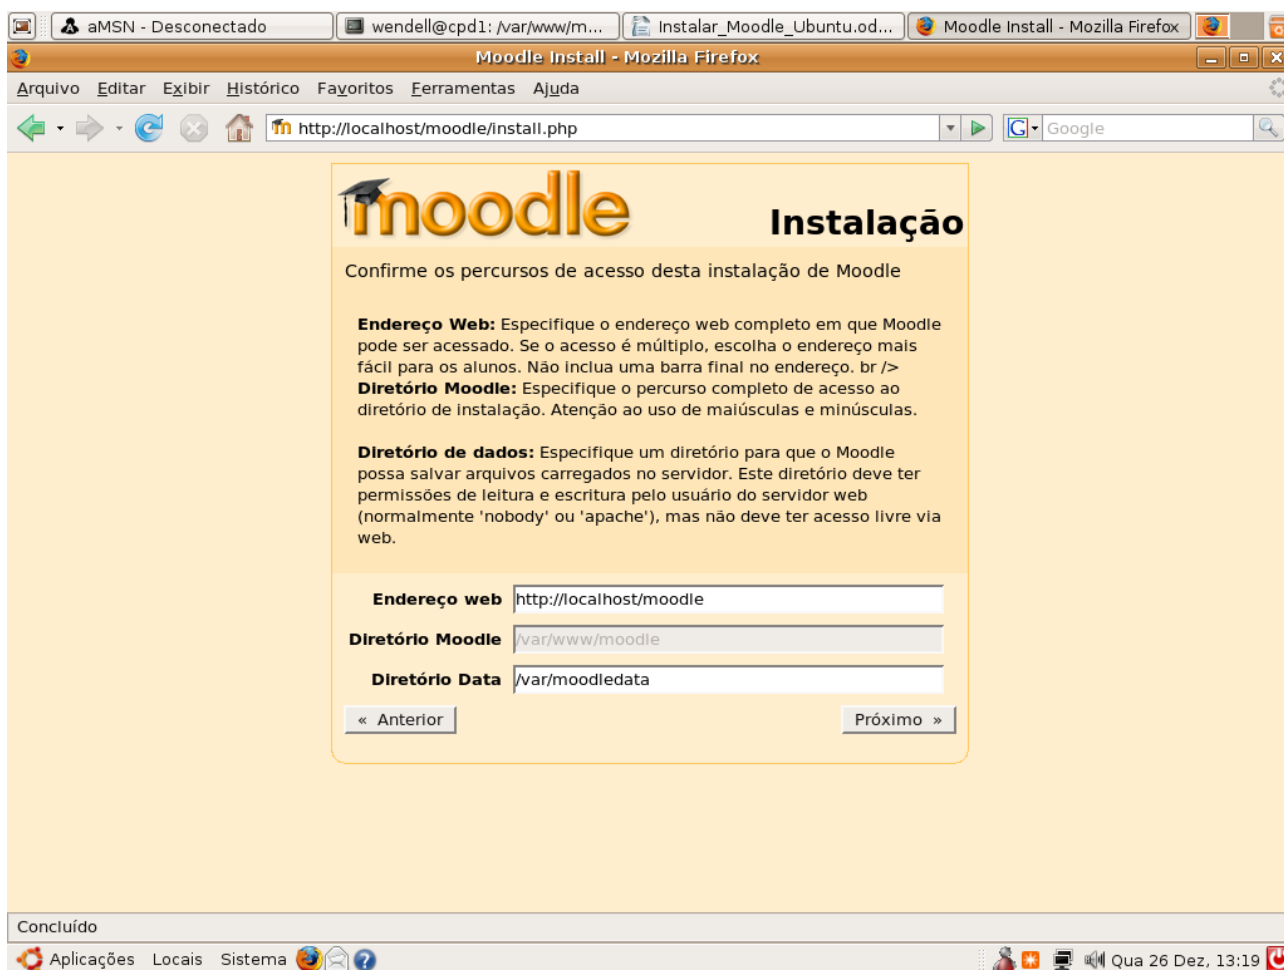 aMSN - Desconectado
wendell@cpd1: /var/www/m...
Instalar_Moodle_Ubuntu.od...
Moodle Install - Mozilla Firefox
Moodle Install - Mozilla Firefox
Arquivo Editar Exibir Histórico Favoritos Ferramentas Ajuda
http://localhost/moodle/install.php
G Google
moodle
Instalação
Confirme os percursos de acesso desta instalação de Moodle
Endereço Web: Especifique o endereço web completo em que Moodle
pode ser acessado. Se o acesso é múltiplo, escolha o endereço mais
fácil para os alunos. Não inclua uma barra final no endereço. br />
Diretório Moodle: Especifique o percurso completo de acesso ao
diretório de instalação. Atenção ao uso de maiúsculas e minúsculas.
Diretório de dados: Especifique um diretório para que o Moodle
possa salvar arquivos carregados no servidor. Este diretório deve ter
permissões de leitura e escritura pelo usuário do servidor web
(normalmente 'nobody' ou 'apache'), mas não deve ter acesso livre via
web.
Endereço web http://localhost/moodle
Diretório Moodle /var/www/moodle
Diretório Data /var/moodledata
« Anterior
Próximo »
Concluído
Aplicações Locais Sistema
Qua 26 Dez, 13:19